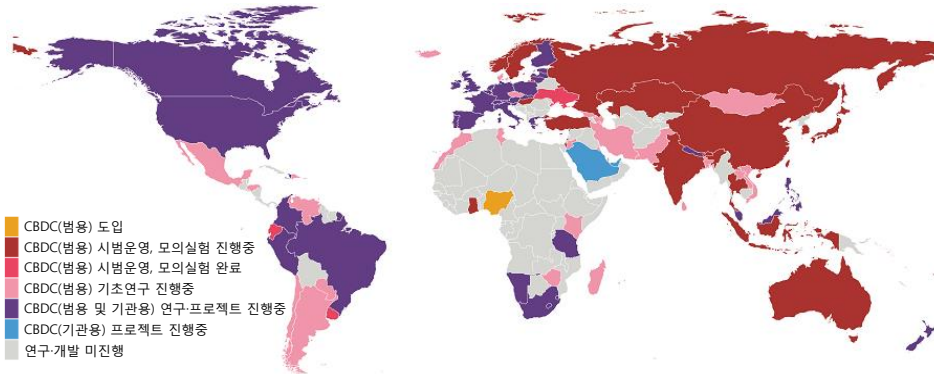 CBDC(범용) 도입
CBDC(범용) 시범운영, 모의실험 진행중
CBDC(범용) 시범운영, 모의실험 완료
CBDC(범용) 기초연구 진행중
CBDC(범용 및 기관용) 연구·프로젝트 진행중
CBDC(기관용) 프로젝트 진행중
연구·개발 미진행